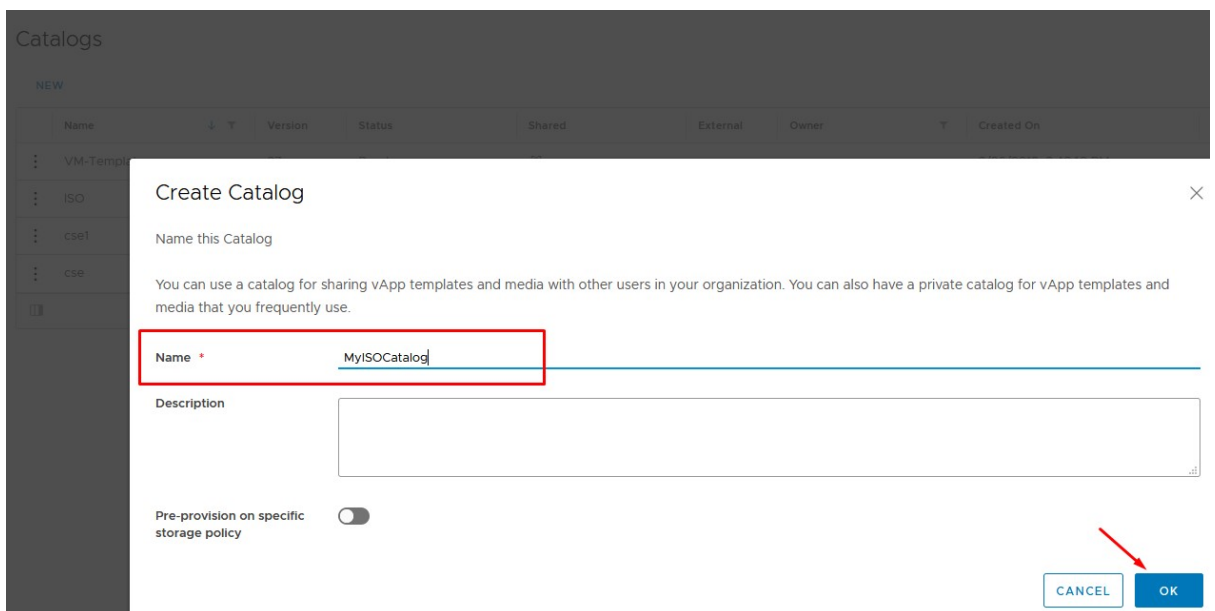 Catalogs
NEW
Name Version Status Shared External Owner Created On
VM-Templ
ISO
cse1
cse
Create Catalog
Name this Catalog
You can use a catalog for sharing vApp templates and media with other users in your organization. You can also have a private catalog for vApp templates and
media that you frequently use.
Name * MyISOCatalog
Description
Pre-provision on specific
storage policy
CANCEL OK